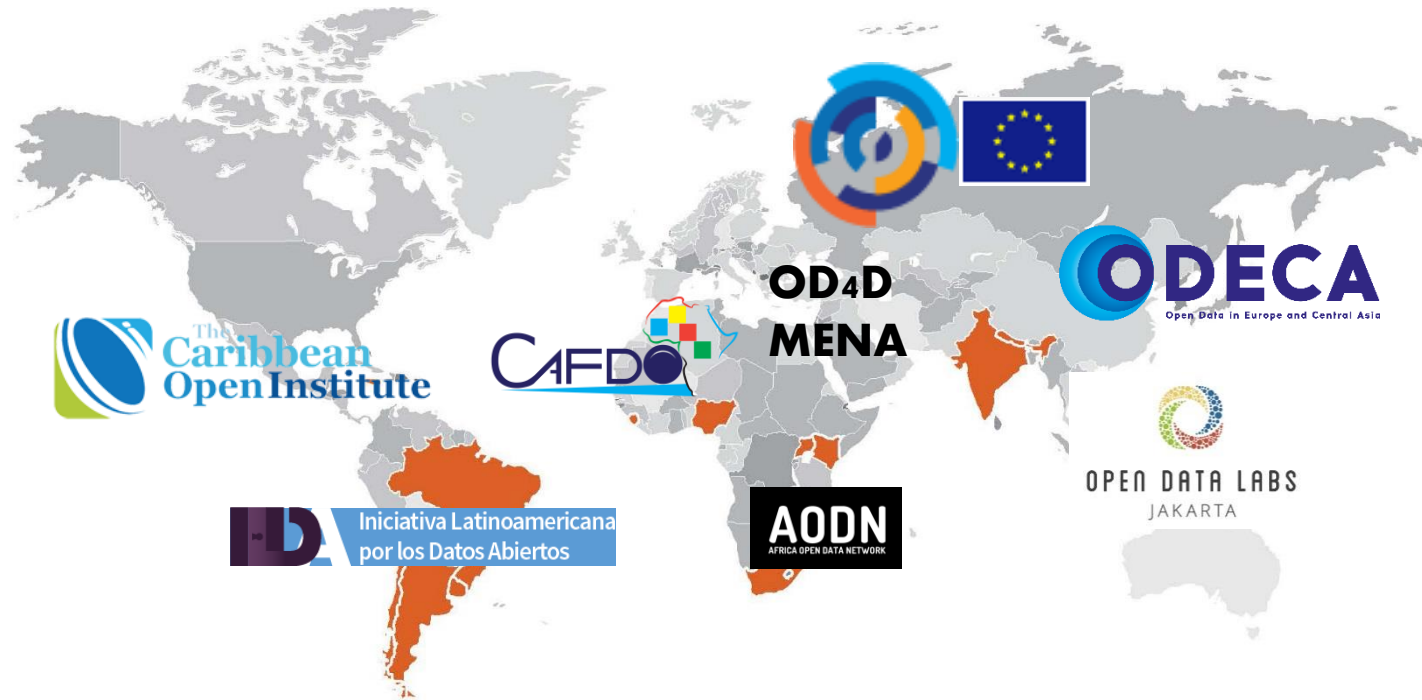 OD4D
MENA
ODECA
Open Data in Europe and Central Asia
The
Caribbean
OpenInstitute
CAFDO
OPEN DATA LABS
JAKARTA
ILDA
Iniciativa Latinoamericana
por los Datos Abiertos
AODN
AFRICA OPEN DATA NETWORK